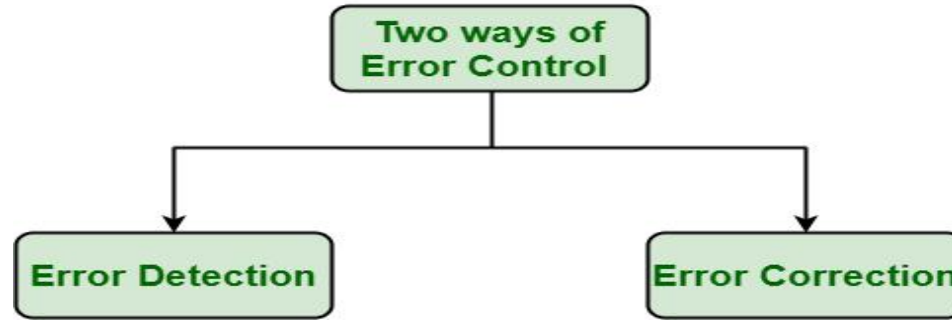 Two ways of
Error Control
Error Detection
Error Correction